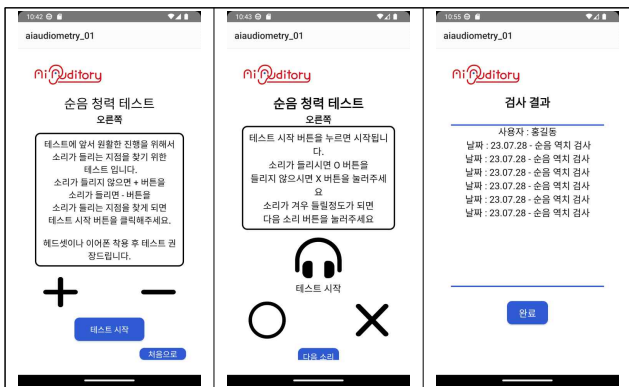 10:42
aiaudiometry_01
AiAuditory
순음 청력 테스트
오른쪽
테스트에 앞서 원활한 진행을 위해서
소리가 들리는 지점을 찾기 위한
테스트 입니다.
소리가 들리지 않으면 + 버튼을
소리가 들리면 - 버튼을
소리가 들리는 지점을 찾게 되면
테스트 시작 버튼을 클릭해주세요.
헤드셋이나 이어폰 착용 후 테스트 권
장드립니다.
테스트 시작
처음으로
10:43
aiaudiometry_01
AiAuditory
순음 청력 테스트
오른쪽
테스트 시작 버튼을 누르면 시작됩니
다.
소리가 들리시면 O 버튼을
들리지 않으시면 X 버튼을 눌러주세
요
소리가 겨우 들릴정도가 되면
다음 소리 버튼을 눌러주세요
테스트 시작
다음 소리
10:55
aiaudiometry_01
AiAuditory
검사 결과
사용자 : 홍길동
날짜 : 23.07.28 - 순음 역치 검사
날짜 : 23.07.28 - 순음 역치 검사
날짜 : 23.07.28 - 순음 역치 검사
날짜 : 23.07.28 - 순음 역치 검사
날짜 : 23.07.28 - 순음 역치 검사
날짜 : 23.07.28 - 순음 역치 검사
완료